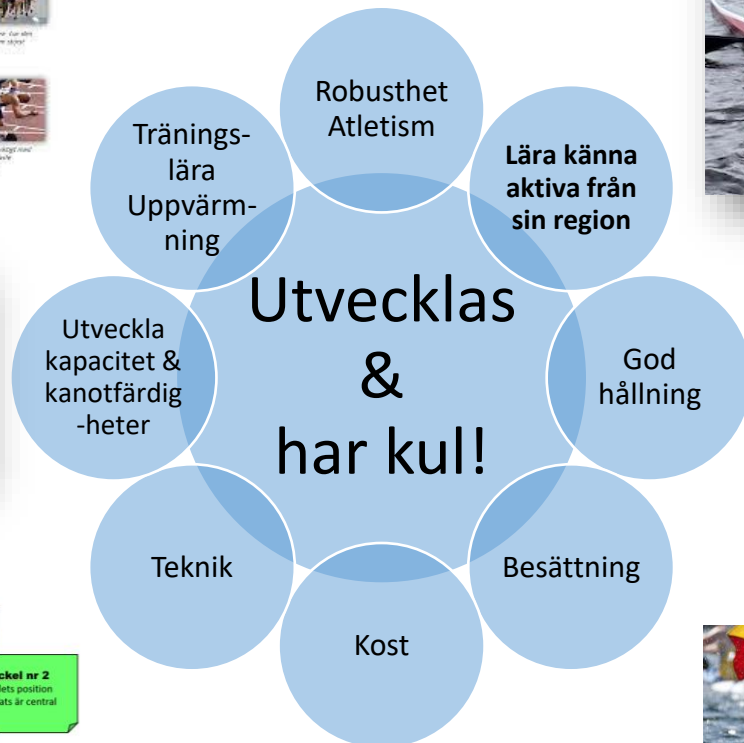 Robusthet
Atletism
Lära känna
aktiva från
sin region
God
hållning
Besättning
Kost
Teknik
Utveckla
kapacitet &
kanotfärdig
-heter
Tränings-
lära
Uppvärm-
ning
Utvecklas
&
har kul!
ckel nr 2
lets position
ats är central